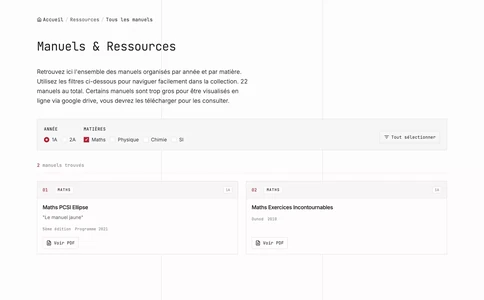 Accueil / Ressources / Tous les manuels
Manuels & Ressources
Retrouvez ici l'ensemble des manuels organisés par année et par matière.
Utilisez les filtres ci-dessous pour naviguer facilement dans la collection. 22
manuels au total. Certains manuels sont trop gros pour être visualisés en
ligne via google drive, vous devrez les télécharger pour les consulter.
ANNÉE MATIÈRES
1A 2A Maths Physique Chimie SI
Tout sélectionner
2 manuels trouvés
01 MATHS 1A
Maths PCSI Ellipse
"Le manuel jaune"
5ème édition Programme 2021
Voir PDF
02 MATHS 1A
Maths Exercices Incontournables
Dunod 2018
Voir PDF